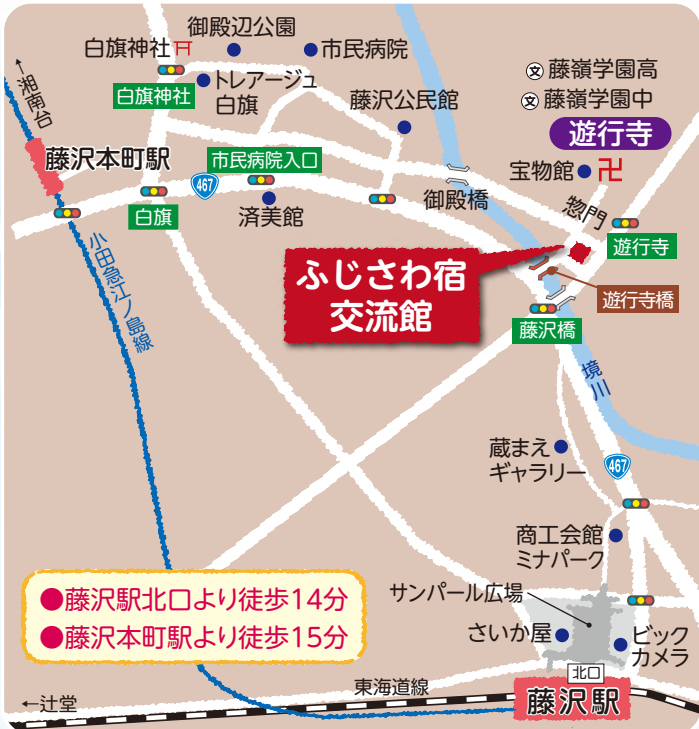 御殿辺公園
白旗神社
市民病院
←湘南台
トレアージュ
白旗
白旗神社
藤沢公民館
藤嶺学園高
藤嶺学園中
遊行寺
宝物館
藤沢本町駅
市民病院入口
467
白旗
済美館
御殿橋
惣門
遊行寺
ふじさわ宿
交流館
遊行寺橋
藤沢橋
小田急江ノ島線
境川
蔵まえ
ギャラリー
467
商工会館
ミナパーク
●藤沢駅北口より徒歩14分
●藤沢本町駅より徒歩15分
サンパール広場
さいか屋
ビック
カメラ
北口
藤沢駅
東海道線
←辻堂